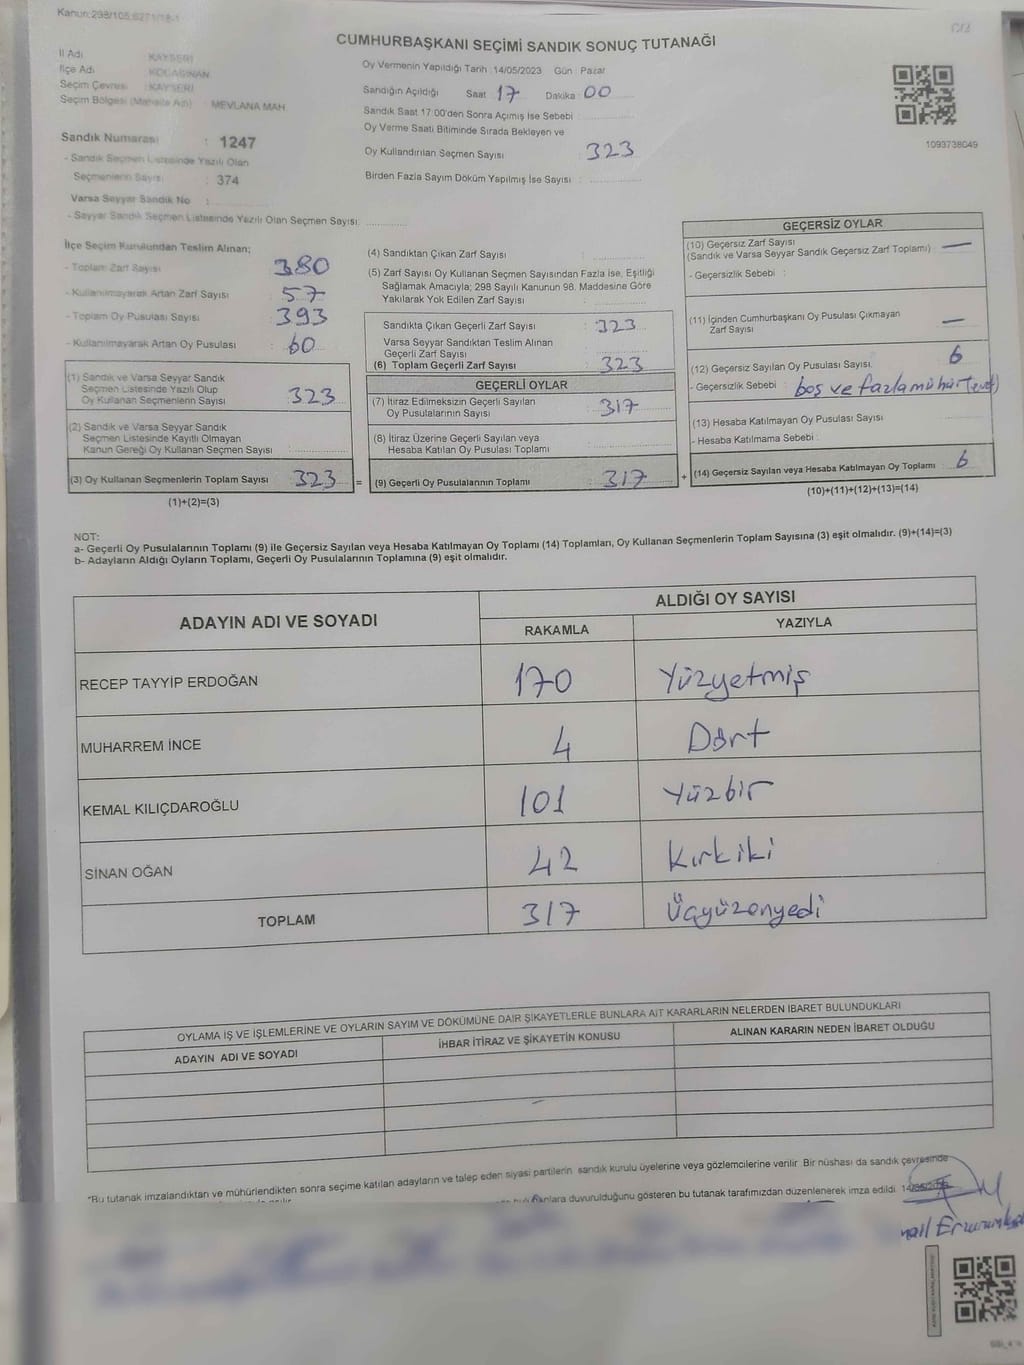 Kanun:298/105;6271/18-1
CUMHURBAŞKANI SEÇİMİ SANDIK SONUÇ TUTANAĞI
İl Adı : KAYSERİ
İlçe Adı : KOCASİNAN
Seçim Çevresi : KAYSERİ
Seçim Bölgesi (Mahalle Adı) : MEVLANA MAH.
Sandık Numarası : 1247
- Sandık Seçmen Listesinde Yazılı Olan
Seçmenlerin Sayısı : 374
Varsa Seyyar Sandık No :
- Seyyar Sandık Seçmen Listesinde Yazılı Olan Seçmen Sayısı:
Oy Vermenin Yapıldığı Tarih :14/05/2023 Gün : Pazar
Sandığın Açıldığı Saat 17 Dakika 00
Sandık Saat 17:00'den Sonra Açılmış İse Sebebi :
Oy Verme Saati Bitiminde Sırada Bekleyen ve
Oy Kullandırılan Seçmen Sayısı : 323
Birden Fazla Sayım Döküm Yapılmış İse Sayısı :
1093738049
İlçe Seçim Kurulundan Teslim Alınan;
- Toplam Zarf Sayısı : 380
- Kullanılmayarak Artan Zarf Sayısı : 57
- Toplam Oy Pusulası Sayısı : 393
- Kullanılmayarak Artan Oy Pusulası : 60
(1) Sandık ve Varsa Seyyar Sandık
Seçmen Listesinde Yazılı Olup
Oy Kullanan Seçmenlerin Sayısı : 323
(2) Sandık ve Varsa Seyyar Sandık
Seçmen Listesinde Kayıtlı Olmayan
Kanun Gereği Oy Kullanan Seçmen Sayısı :
(3) Oy Kullanan Seçmenlerin Toplam Sayısı : 323 =
(1)+(2)=(3)
(4) Sandıktan Çıkan Zarf Sayısı :
(5) Zarf Sayısı Oy Kullanan Seçmen Sayısından Fazla İse, Eşitliği
Sağlamak Amacıyla; 298 Sayılı Kanunun 98. Maddesine Göre
Yakılarak Yok Edilen Zarf Sayısı :
Sandıkta Çıkan Geçerli Zarf Sayısı : 323
Varsa Seyyar Sandıktan Teslim Alınan
Geçerli Zarf Sayısı :
(6) Toplam Geçerli Zarf Sayısı : 323
GEÇERLİ OYLAR
(7) İtiraz Edilmeksizin Geçerli Sayılan
Oy Pusulalarının Sayısı : 317
(8) İtiraz Üzerine Geçerli Sayılan veya
Hesaba Katılan Oy Pusulası Toplamı :
(9) Geçerli Oy Pusulalarının Toplamı : 317 +
GEÇERSİZ OYLAR
(10) Geçersiz Zarf Sayısı
(Sandık ve Varsa Seyyar Sandık Geçersiz Zarf Toplamı) : —
- Geçersizlik Sebebi :
(11) İçinden Cumhurbaşkanı Oy Pusulası Çıkmayan
Zarf Sayısı : —
(12) Geçersiz Sayılan Oy Pusulası Sayısı: 6
- Geçersizlik Sebebi : boş ve fazla mühür
(13) Hesaba Katılmayan Oy Pusulası Sayısı :
- Hesaba Katılmama Sebebi :
(14) Geçersiz Sayılan veya Hesaba Katılmayan Oy Toplamı : 6
(10)+(11)+(12)+(13)=(14)
NOT:
a- Geçerli Oy Pusulalarının Toplamı (9) ile Geçersiz Sayılan veya Hesaba Katılmayan Oy Toplamı (14) Toplamları, Oy Kullanan Seçmenlerin Toplam Sayısına (3) eşit olmalıdır. (9)+(14)=(3)
b- Adayların Aldığı Oyların Toplamı, Geçerli Oy Pusulalarının Toplamına (9) eşit olmalıdır.
ADAYIN ADI VE SOYADI
ALDIĞI OY SAYISI
RAKAMLA YAZIYLA
RECEP TAYYİP ERDOĞAN 170 Yüzyetmiş
MUHARREM İNCE 4 Dört
KEMAL KILIÇDAROĞLU 101 Yüzbir
SİNAN OĞAN 42 Kırkiki
TOPLAM 317 Üçyüzonyedi
OYLAMA İŞ VE İŞLEMLERİNE VE OYLARIN SAYIM VE DÖKÜMÜNE DAİR ŞİKAYETLERLE BUNLARA AİT KARARLARIN NELERDEN İBARET BULUNDUKLARI
ADAYIN ADI VE SOYADI İHBAR İTİRAZ VE ŞİKAYETİN KONUSU ALINAN KARARIN NEDEN İBARET OLDUĞU
*Bu tutanak imzalandıktan ve mühürlendikten sonra seçime katılan adayların ve talep eden siyasi partilerin sandık kurulu üyelerine veya gözlemcilerine verilir. Bir nüshası da sandık çevresinde
duyurulduğunu gösteren bu tutanak tarafımızdan düzenlenerek imza edildi.